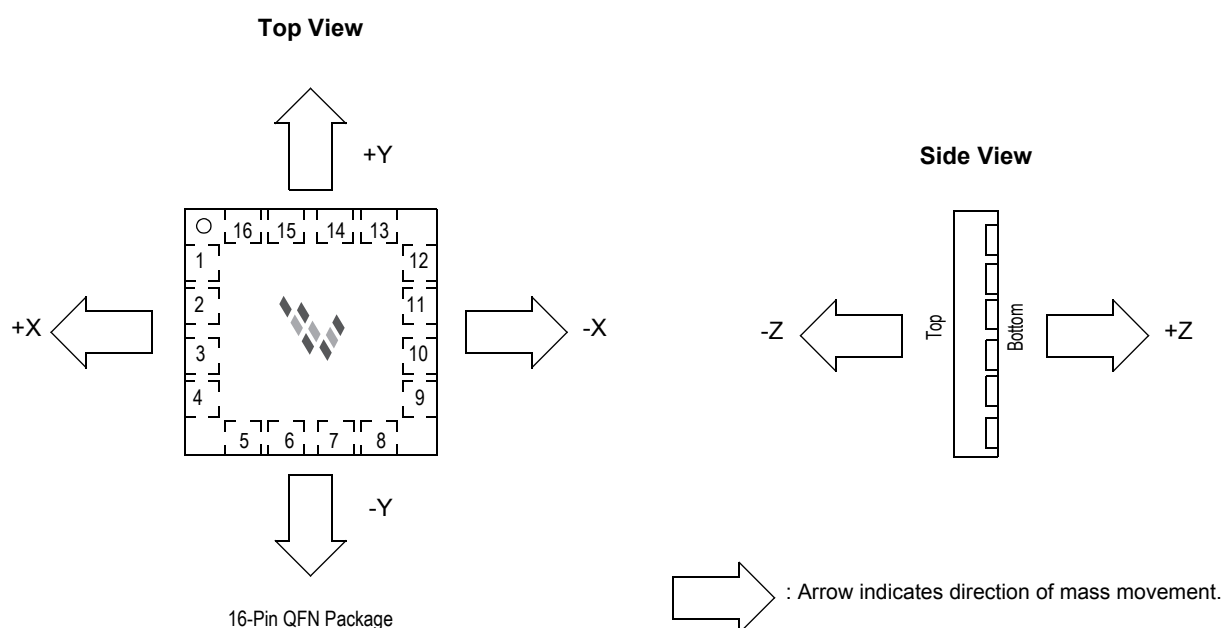 Top View
+Y
16 15 14 13
1 12
2 11
3 10
4 9
5 6 7 8
+X
-X
-Y
16-Pin QFN Package
Side View
-Z
Top
Bottom
+Z
: Arrow indicates direction of mass movement.